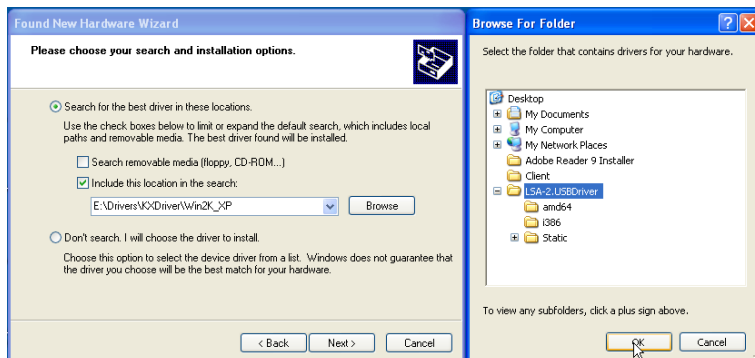 Found New Hardware Wizard
Please choose your search and installation options.
Search for the best driver in these locations.
Use the check boxes below to limit or expand the default search, which includes local
paths and removable media. The best driver found will be installed.
Search removable media (floppy, CD-ROM...)
Include this location in the search:
E:\Drivers\KXDriver\Win2K_XP
Browse
Don't search. I will choose the driver to install.
Choose this option to select the device driver from a list. Windows does not guarantee that
the driver you choose will be the best match for your hardware.
< Back
Next >
Cancel
Browse For Folder
Select the folder that contains drivers for your hardware.
Desktop
My Documents
My Computer
My Network Places
Adobe Reader 9 Installer
Client
LSA-2.USBDriver
amd64
i386
Static
To view any subfolders, click a plus sign above.
OK
Cancel